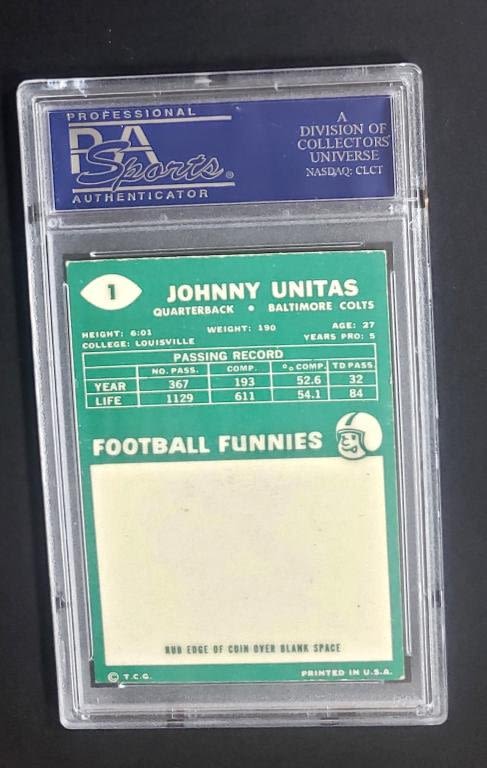 PROFESSIONAL
PSA
Sports®
AUTHENTICATOR
A
DIVISION OF
COLLECTORS
UNIVERSE
NASDAQ: CLCT
1
JOHNNY UNITAS
QUARTERBACK • BALTIMORE COLTS
HEIGHT: 6:01 WEIGHT: 190 AGE: 27
COLLEGE: LOUISVILLE YEARS PRO: 5
PASSING RECORD
NO. PASS. COMP. % COMP. TD PASS.
YEAR 367 193 52.6 32
LIFE 1129 611 54.1 84
FOOTBALL FUNNIES
RUB EDGE OF COIN OVER BLANK SPACE
© T.C.G. PRINTED IN U.S.A.